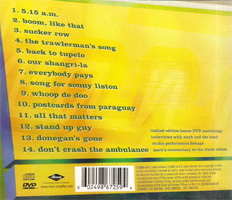 1. 5.15 a.m.
2. boom, like that
3. sucker row
4. the trawlerman's song
5. back to tupelo
6. our shangri-la
7. everybody pays
8. song for sonny liston
9. whoop de doo
10. postcards from paraguay
11. all that matters
12. stand up guy
13. donegan's gone
14. don't crash the ambulance
limited edition bonus DVD containing:
interviews with mark and the band
studio performance footage